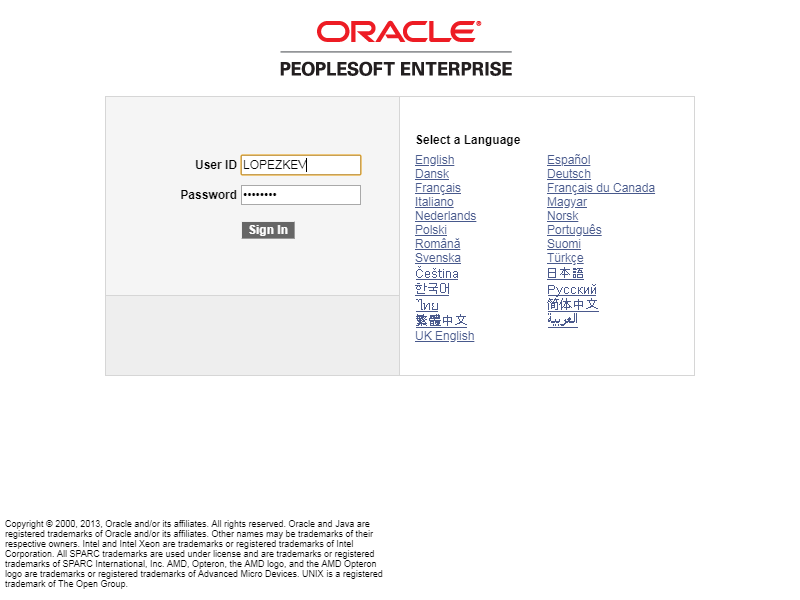 ORACLE®
PEOPLESOFT ENTERPRISE
User ID LOPEZKEV
Password ••••••••
Sign In
Select a Language
English Español
Dansk Deutsch
Français Français du Canada
Italiano Magyar
Nederlands Norsk
Polski Português
Română Suomi
Svenska Türkçe
Čeština 日本語
한국어 Русский
ไทย 简体中文
繁體中文 العربية
UK English
Copyright © 2000, 2013, Oracle and/or its affiliates. All rights reserved. Oracle and Java are
registered trademarks of Oracle and/or its affiliates. Other names may be trademarks of their
respective owners. Intel and Intel Xeon are trademarks or registered trademarks of Intel
Corporation. All SPARC trademarks are used under license and are trademarks or registered
trademarks of SPARC International, Inc. AMD, Opteron, the AMD logo, and the AMD Opteron
logo are trademarks or registered trademarks of Advanced Micro Devices. UNIX is a registered
trademark of The Open Group.